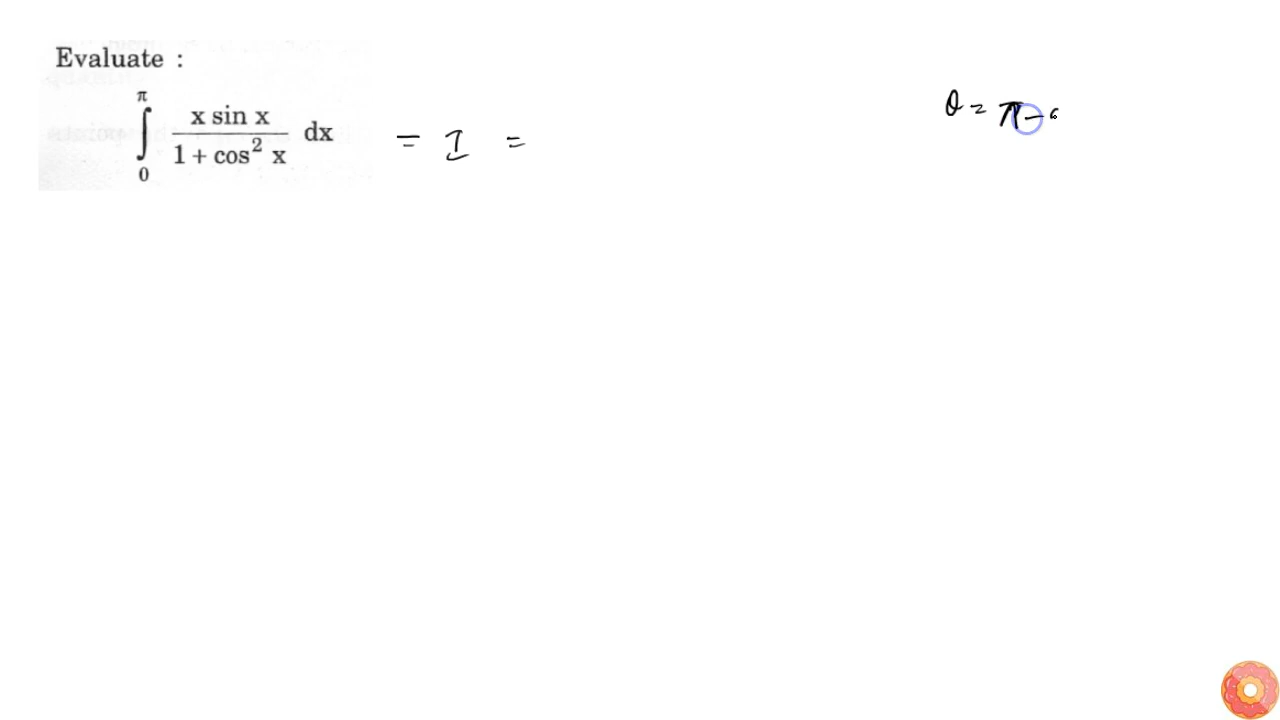 Evaluate :
∫₀^π (x sin x)/(1 + cos² x) dx = I =
θ = π −